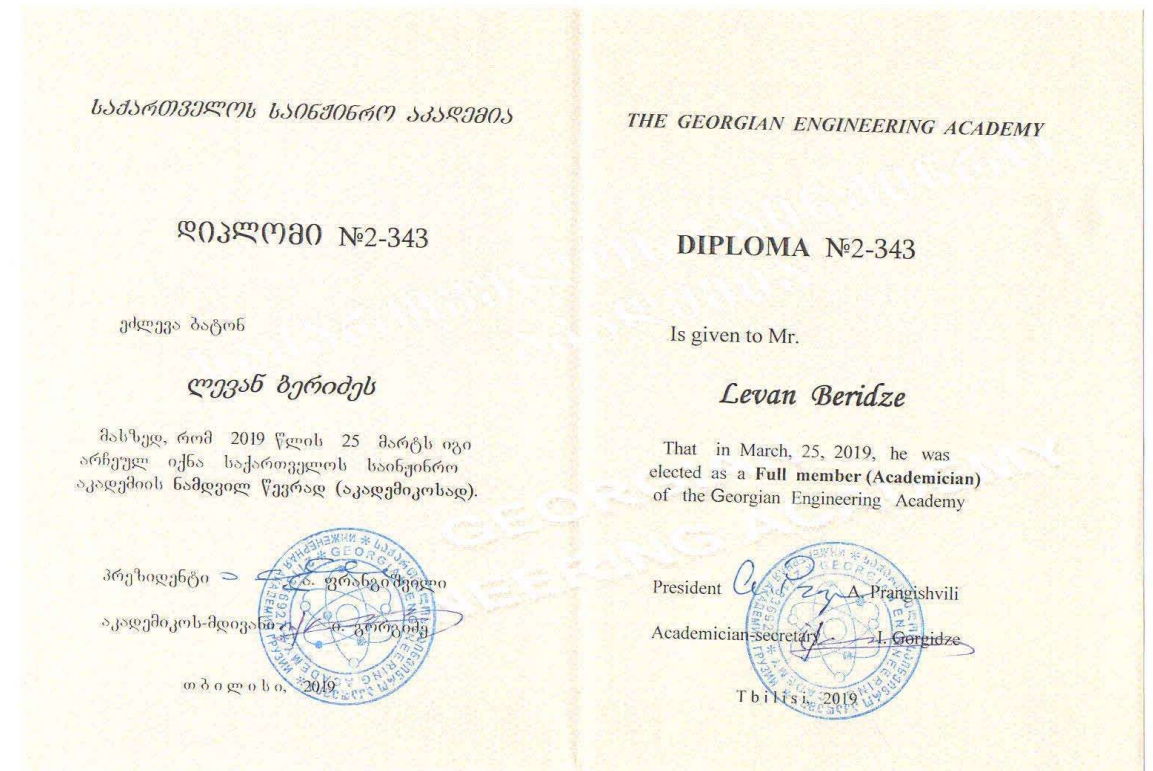 საქართველოს საინჟინრო აკადემია
დიპლომი №2-343
ეძლევა ბატონ
ლევან ბერიძეს
მასზედ, რომ 2019 წლის 25 მარტს იგი
არჩეულ იქნა საქართველოს საინჟინრო
აკადემიის ნამდვილ წევრად (აკადემიკოსად).
პრეზიდენტი ფრანგიშვილი
აკადემიკოს-მდივანი ი. გორგიძე
თბილისი, 2019
THE GEORGIAN ENGINEERING ACADEMY
DIPLOMA №2-343
Is given to Mr.
Levan Beridze
That in March, 25, 2019, he was
elected as a Full member (Academician)
of the Georgian Engineering Academy
President A. Prangishvili
Academician-secretary I. Gorgidze
Tbilisi, 2019